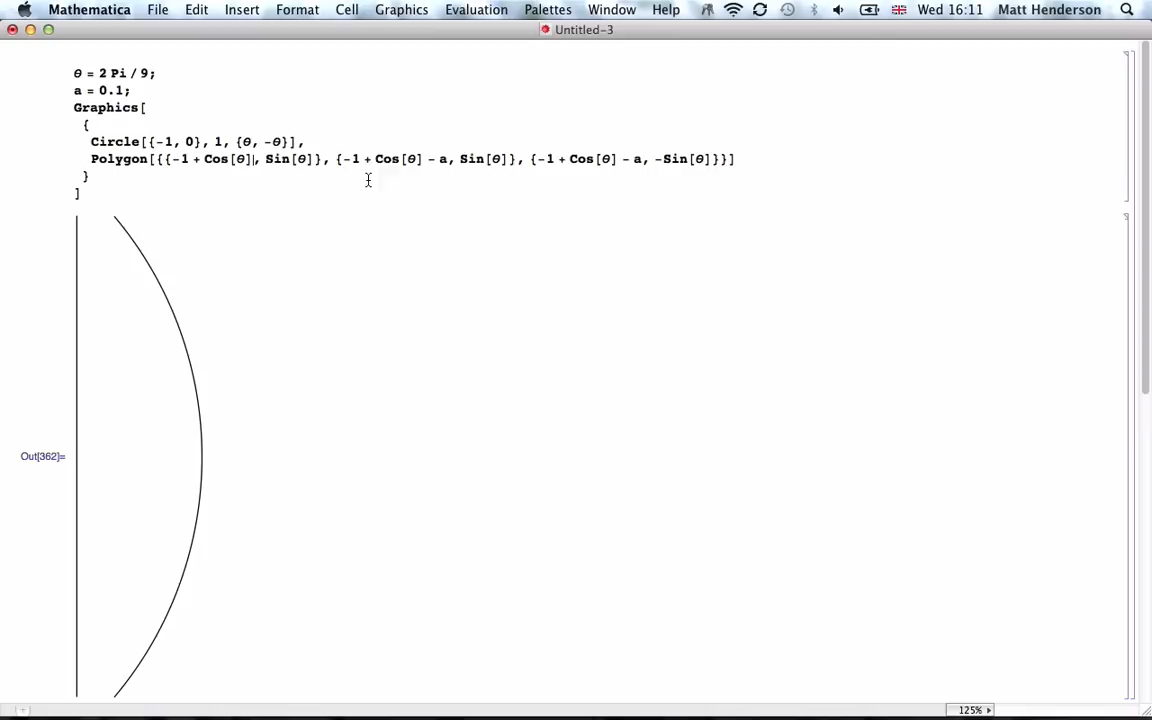 Mathematica File Edit Insert Format Cell Graphics Evaluation Palettes Window Help Wed 16:11 Matt Henderson
Untitled-3
θ = 2 Pi / 9;
a = 0.1;
Graphics[
{
Circle[{-1, 0}, 1, {θ, -θ}],
Polygon[{{-1 + Cos[θ], Sin[θ]}, {-1 + Cos[θ] - a, Sin[θ]}, {-1 + Cos[θ] - a, -Sin[θ]}}]
}
]
Out[362]=
125%